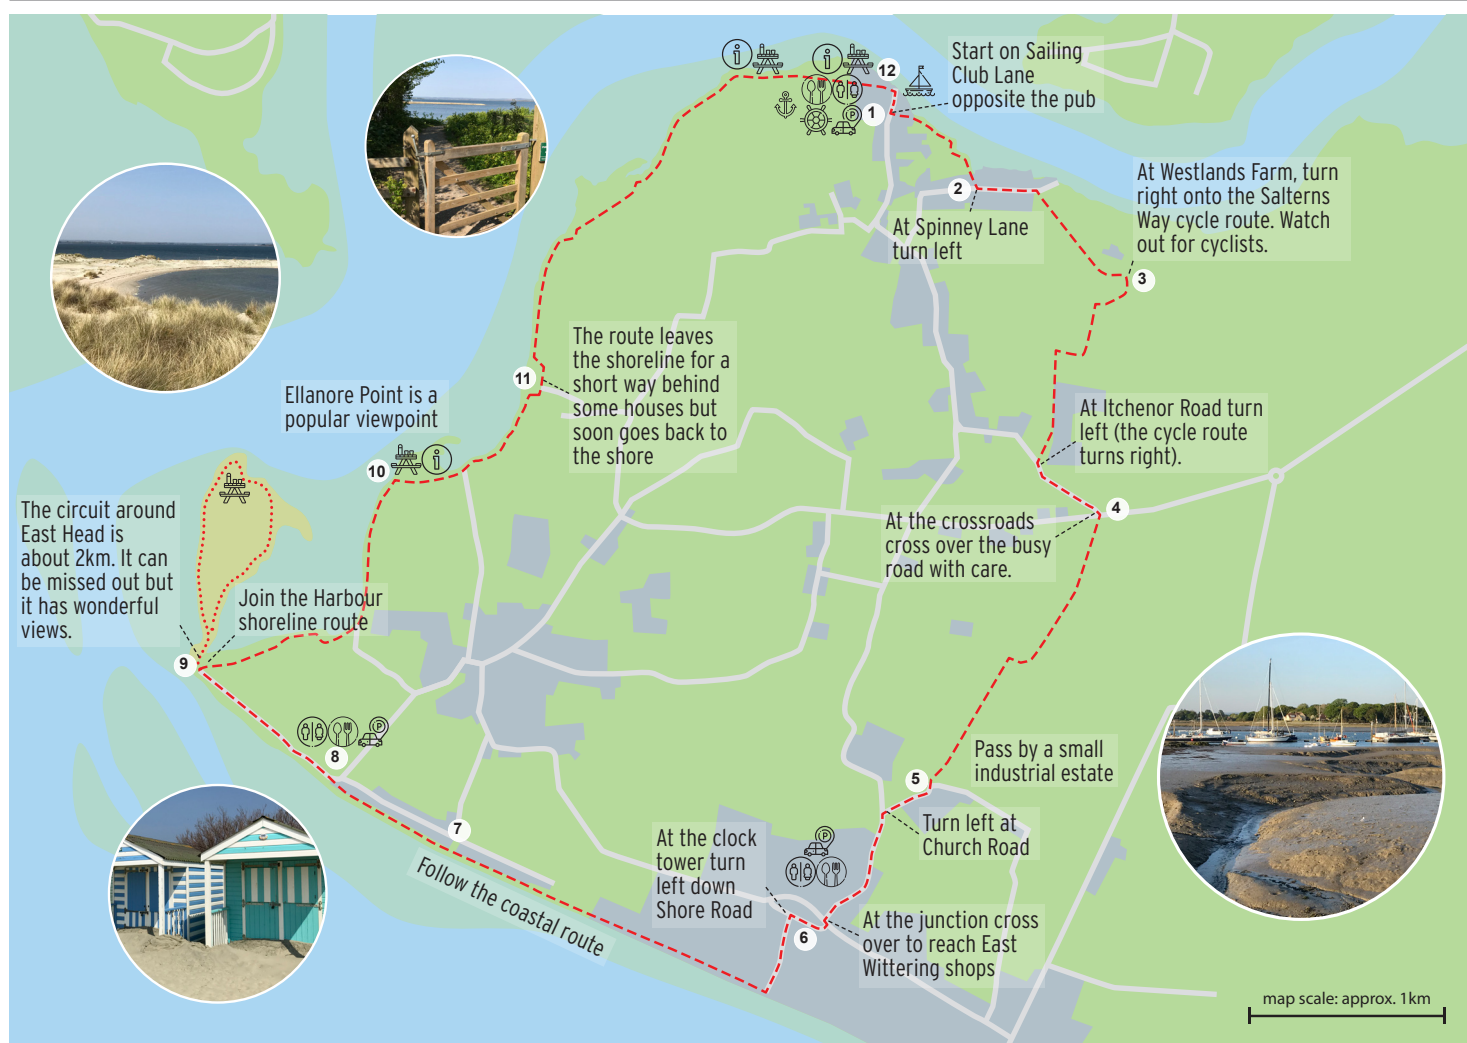 Start on Sailing
Club Lane
opposite the pub
12
1
At Westlands Farm, turn
right onto the Salterns
Way cycle route. Watch
out for cyclists.
2
At Spinney Lane
turn left
3
The route leaves
the shoreline for a
short way behind
some houses but
soon goes back to
the shore
11
Ellanore Point is a
popular viewpoint
10
At Itchenor Road turn
left (the cycle route
turns right).
The circuit around
East Head is
about 2km. It can
be missed out but
it has wonderful
views.
At the crossroads
cross over the busy
road with care.
4
Join the Harbour
shoreline route
9
8
Pass by a small
industrial estate
5
7
Turn left at
Church Road
At the clock
tower turn
left down
Shore Road
Follow the coastal route
6
At the junction cross
over to reach East
Wittering shops
map scale: approx. 1km
P
P
P